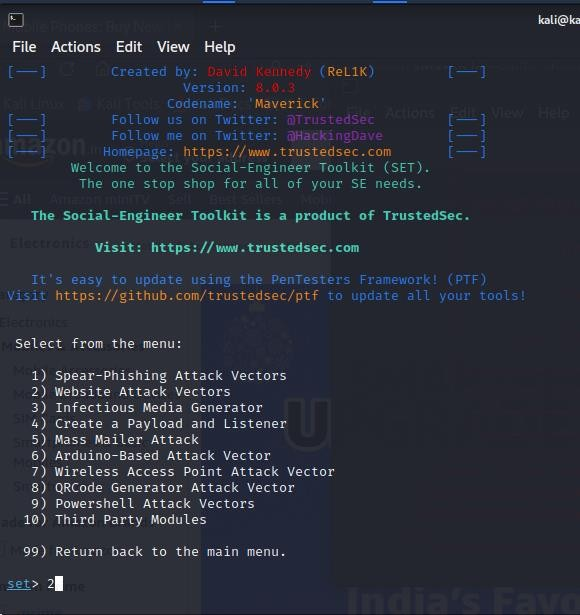 kali@ka
File Actions Edit View Help
[---] Created by: David Kennedy (ReL1K) [---]
Version: 8.0.3
Codename: 'Maverick'
[---] Follow us on Twitter: @TrustedSec [---]
[---] Follow me on Twitter: @HackingDave [---]
[---] Homepage: https://www.trustedsec.com [---]
Welcome to the Social-Engineer Toolkit (SET).
The one stop shop for all of your SE needs.
The Social-Engineer Toolkit is a product of TrustedSec.
Visit: https://www.trustedsec.com
It's easy to update using the PenTesters Framework! (PTF)
Visit https://github.com/trustedsec/ptf to update all your tools!
Select from the menu:
1) Spear-Phishing Attack Vectors
2) Website Attack Vectors
3) Infectious Media Generator
4) Create a Payload and Listener
5) Mass Mailer Attack
6) Arduino-Based Attack Vector
7) Wireless Access Point Attack Vector
8) QRCode Generator Attack Vector
9) Powershell Attack Vectors
10) Third Party Modules
99) Return back to the main menu.
set> 2
India's Favo